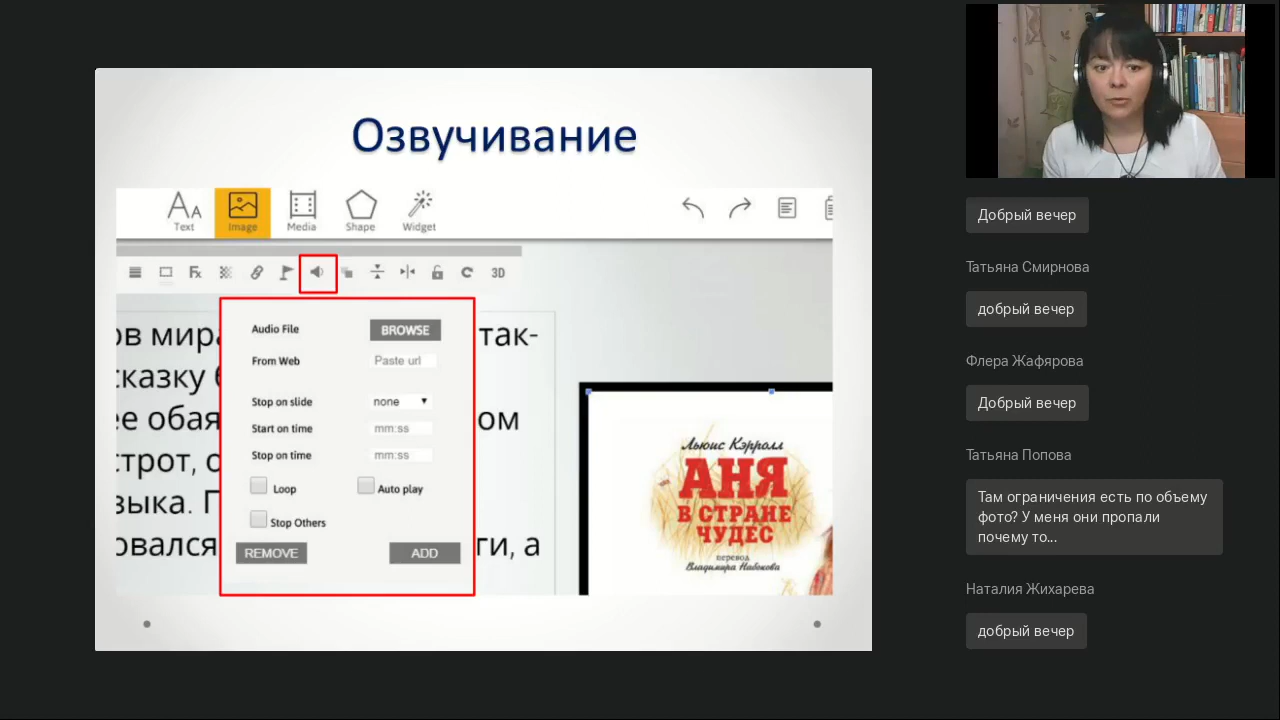 Озвучивание
Text
Image
Media
Shape
Widget
Fx
3D
Audio File
BROWSE
From Web
Paste url
Stop on slide
none
Start on time
mm:ss
Stop on time
mm:ss
Loop
Auto play
Stop Others
REMOVE
ADD
ов мира
так-
сказку
ее обая
ом
строт, о
зыка. Г
овался
ти, а
Льюис Кэрролл
АНЯ
В СТРАНЕ
ЧУДЕС
перевод
Владимира Набокова
Добрый вечер
Татьяна Смирнова
добрый вечер
Флера Жафярова
Добрый вечер
Татьяна Попова
Там ограничения есть по объему
фото? У меня они пропали
почему то...
Наталия Жихарева
добрый вечер